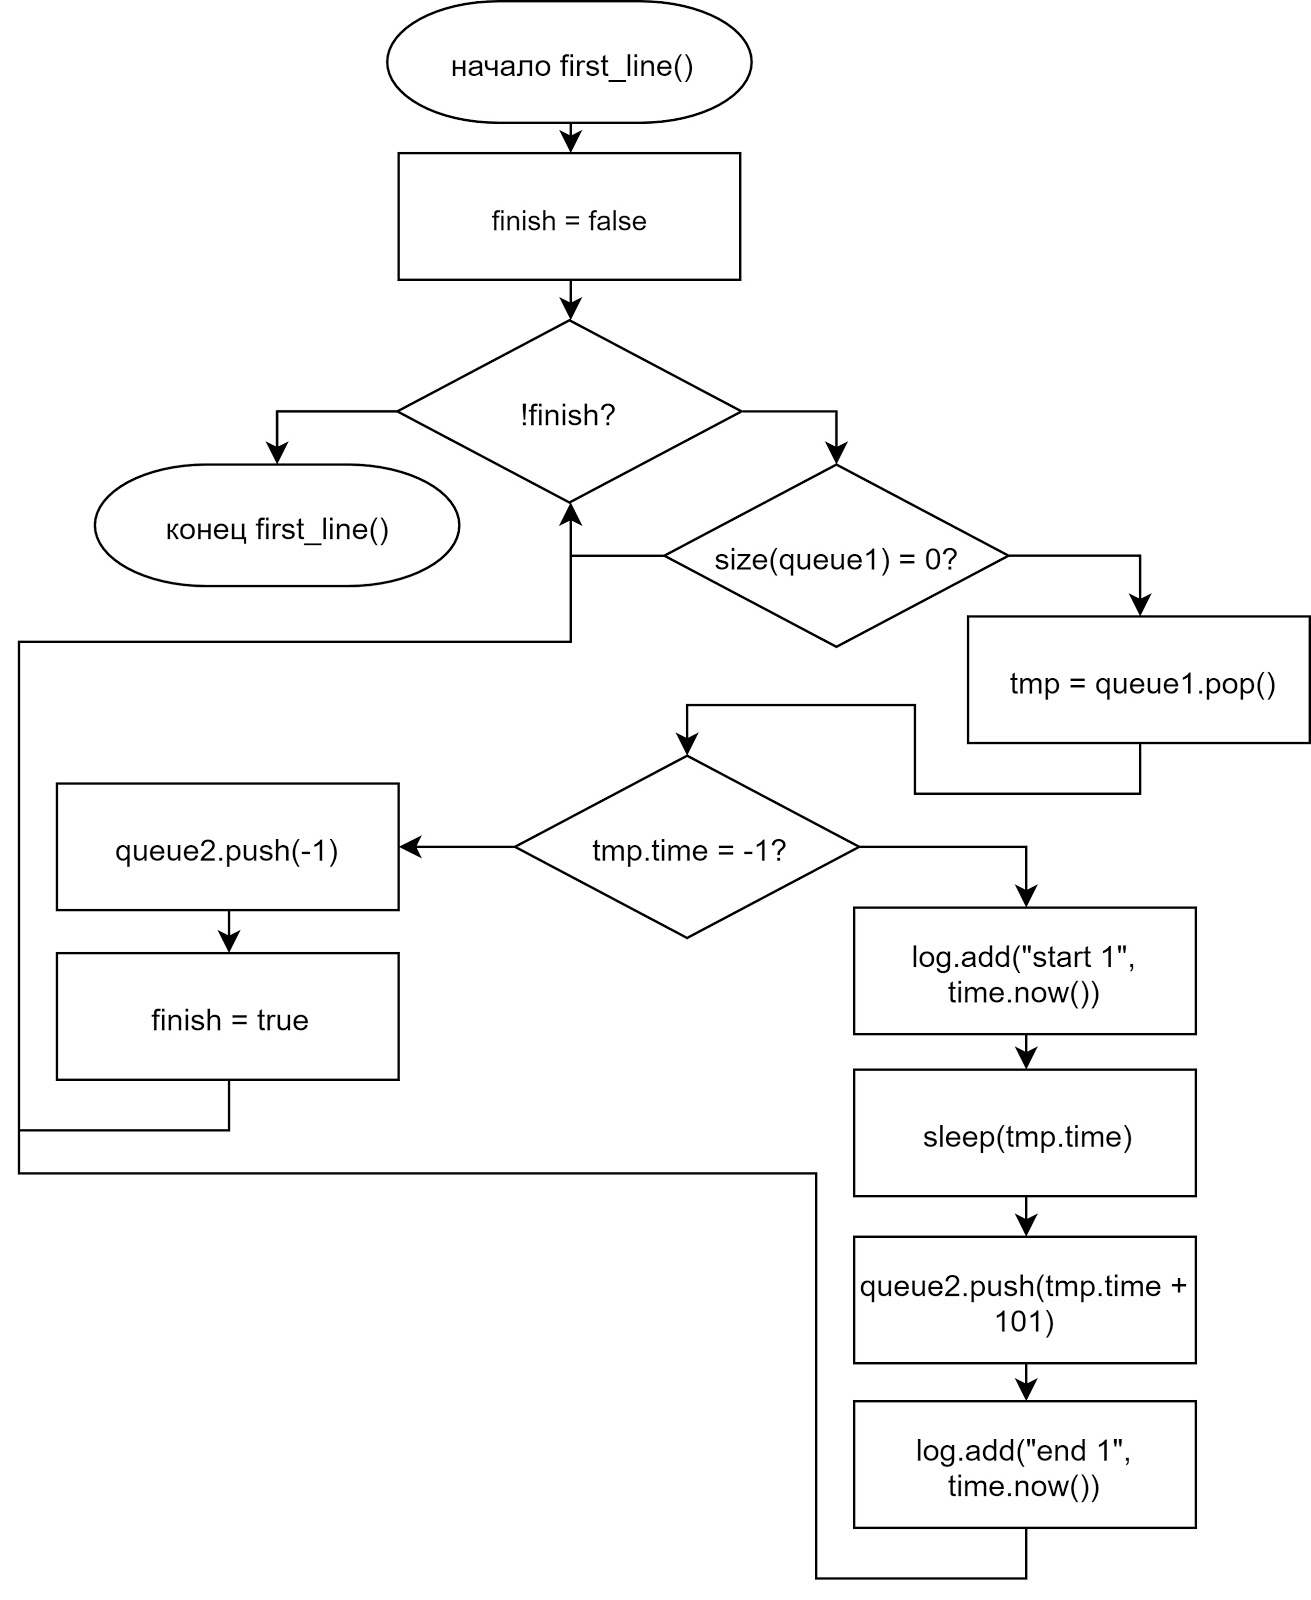 начало first_line()
finish = false
!finish?
конец first_line()
size(queue1) = 0?
tmp = queue1.pop()
tmp.time = -1?
queue2.push(-1)
finish = true
log.add("start 1",
time.now())
sleep(tmp.time)
queue2.push(tmp.time +
101)
log.add("end 1",
time.now())